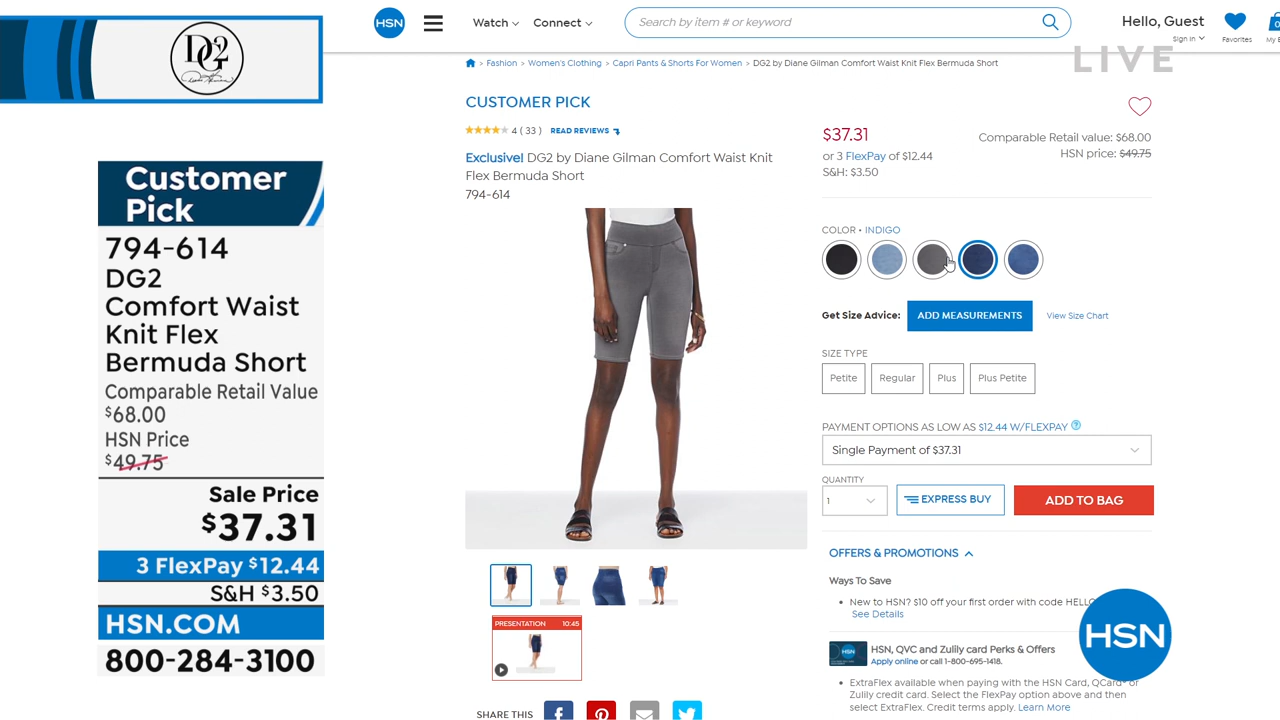 DG2
Customer
Pick
794-614
DG2
Comfort Waist
Knit Flex
Bermuda Short
Comparable Retail Value
$68.00
HSN Price
$49.75
Sale Price
$37.31
3 FlexPay $12.44
S&H $3.50
HSN.COM
800-284-3100
HSN
Watch
Connect
Search by item # or keyword
Hello, Guest
Sign In
Favorites
0
LIVE
> Fashion > Women's Clothing > Capri Pants & Shorts For Women > DG2 by Diane Gilman Comfort Waist Knit Flex Bermuda Short
CUSTOMER PICK
4 ( 33 ) READ REVIEWS
Exclusive! DG2 by Diane Gilman Comfort Waist Knit
Flex Bermuda Short
794-614
PRESENTATION 10:45
SHARE THIS
$37.31
or 3 FlexPay of $12.44
S&H: $3.50
Comparable Retail value: $68.00
HSN price: $49.75
COLOR • INDIGO
Get Size Advice: ADD MEASUREMENTS View Size Chart
SIZE TYPE
Petite Regular Plus Plus Petite
PAYMENT OPTIONS AS LOW AS $12.44 W/FLEXPAY ?
Single Payment of $37.31
QUANTITY
1 EXPRESS BUY ADD TO BAG
OFFERS & PROMOTIONS
Ways To Save
• New to HSN? $10 off your first order with code
See Details
HSN, QVC and Zulily card Perks & Offers
Apply online or call 1-800-695-1418.
• ExtraFlex available when paying with the HSN Card, QCard® or
Zulily credit card. Select the FlexPay option above and then
select ExtraFlex. Credit terms apply. Learn More
HSN